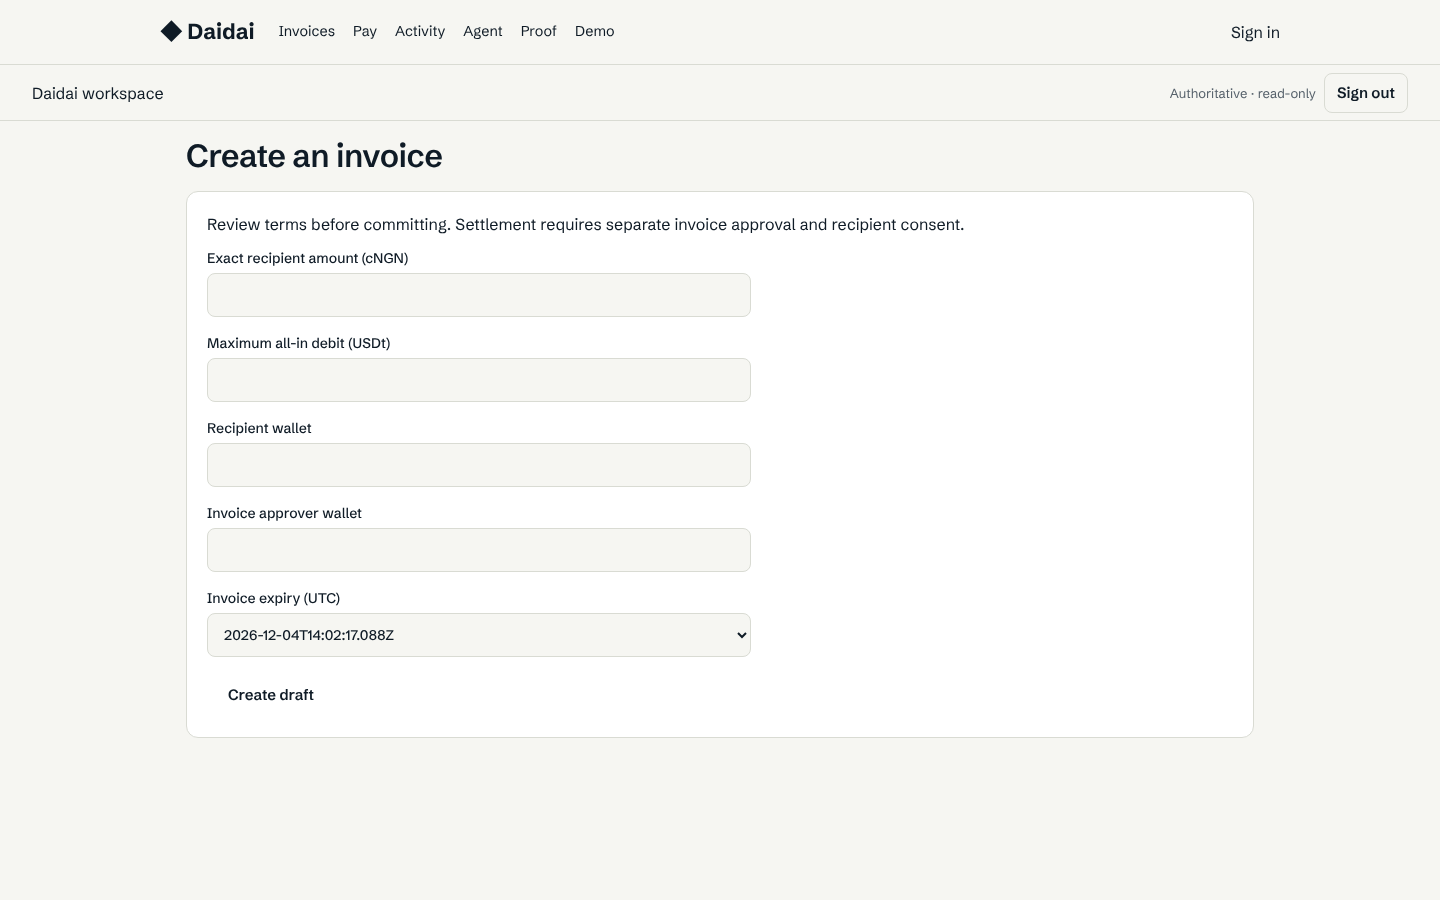 Daidai Invoices Pay Activity Agent Proof Demo Sign in
Daidai workspace Authoritative · read-only Sign out
Create an invoice
Review terms before committing. Settlement requires separate invoice approval and recipient consent.
Exact recipient amount (cNGN)
Maximum all-in debit (USDt)
Recipient wallet
Invoice approver wallet
Invoice expiry (UTC)
2026-12-04T14:02:17.088Z
Create draft